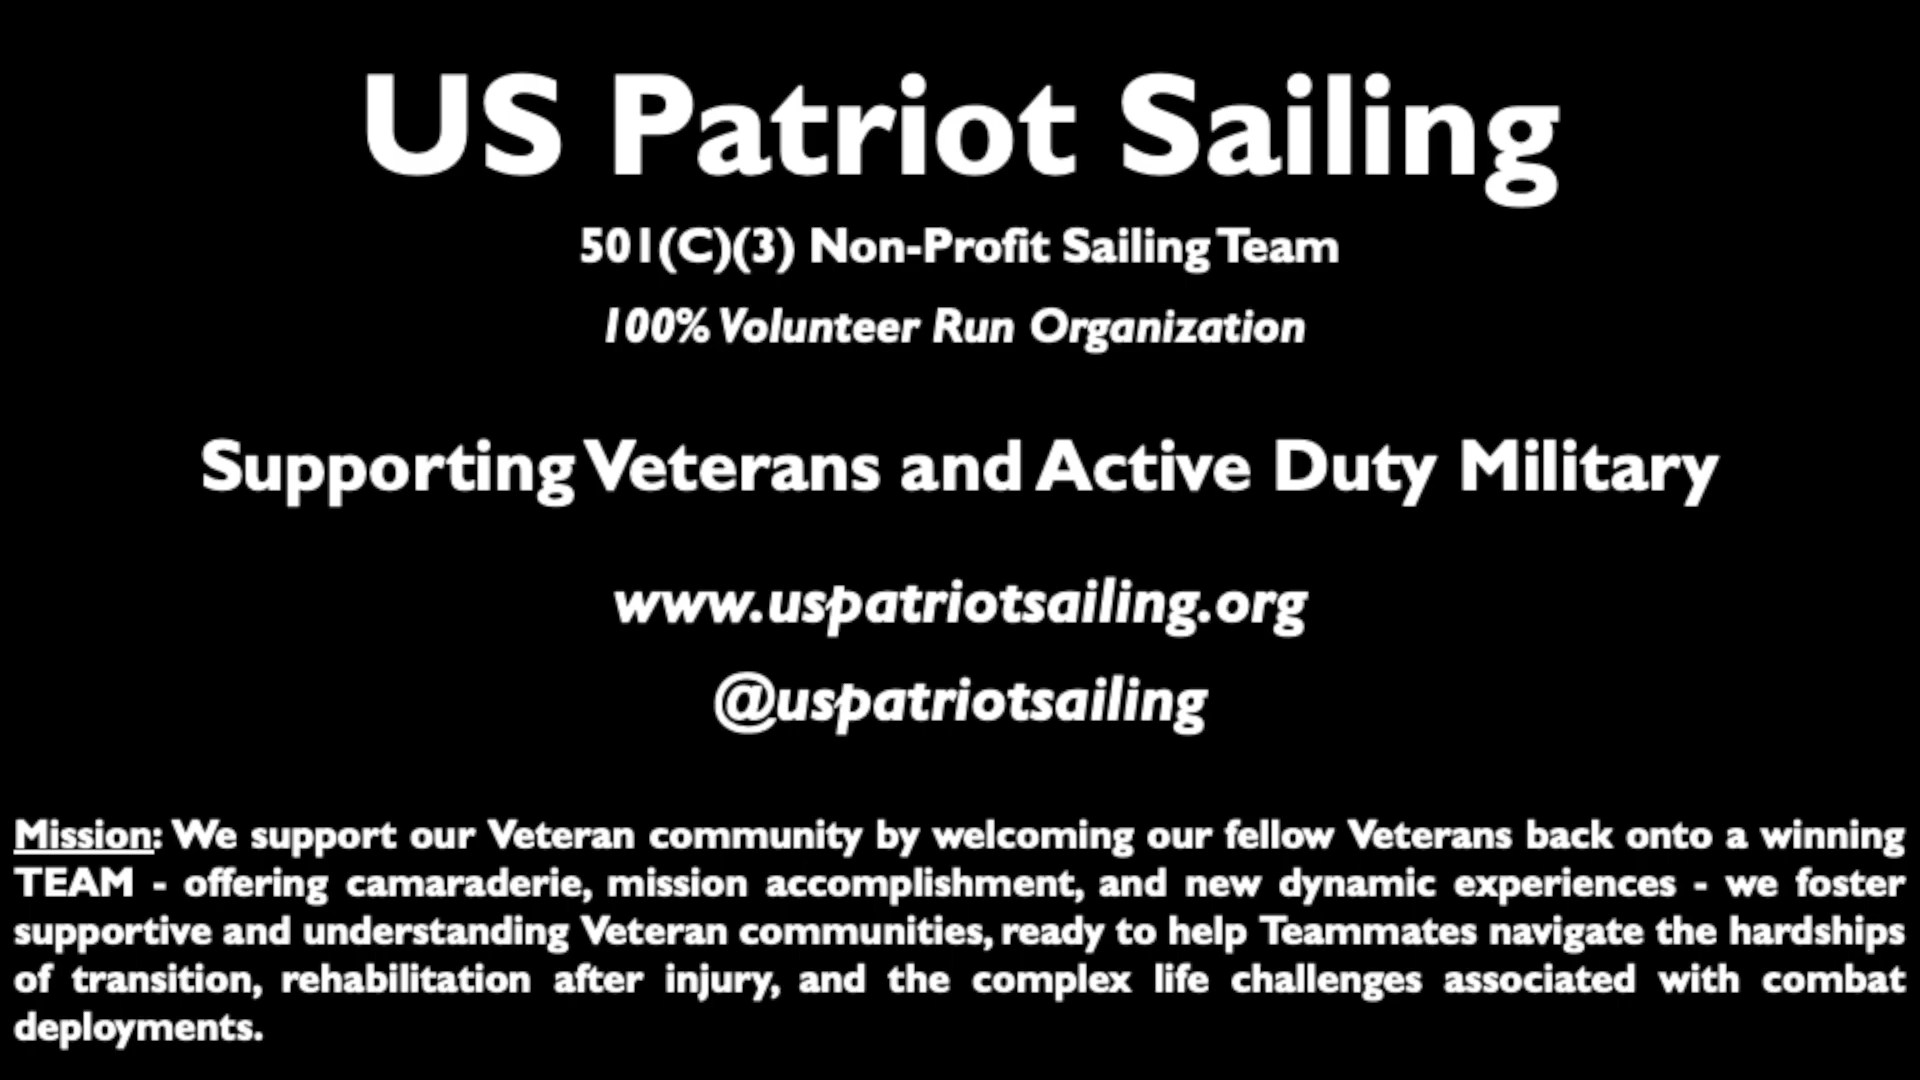 US Patriot Sailing
501(C)(3) Non-Profit Sailing Team
100% Volunteer Run Organization
Supporting Veterans and Active Duty Military
www.uspatriotsailing.org
@uspatriotsailing
Mission: We support our Veteran community by welcoming our fellow Veterans back onto a winning
TEAM - offering camaraderie, mission accomplishment, and new dynamic experiences - we foster
supportive and understanding Veteran communities, ready to help Teammates navigate the hardships
of transition, rehabilitation after injury, and the complex life challenges associated with combat
deployments.